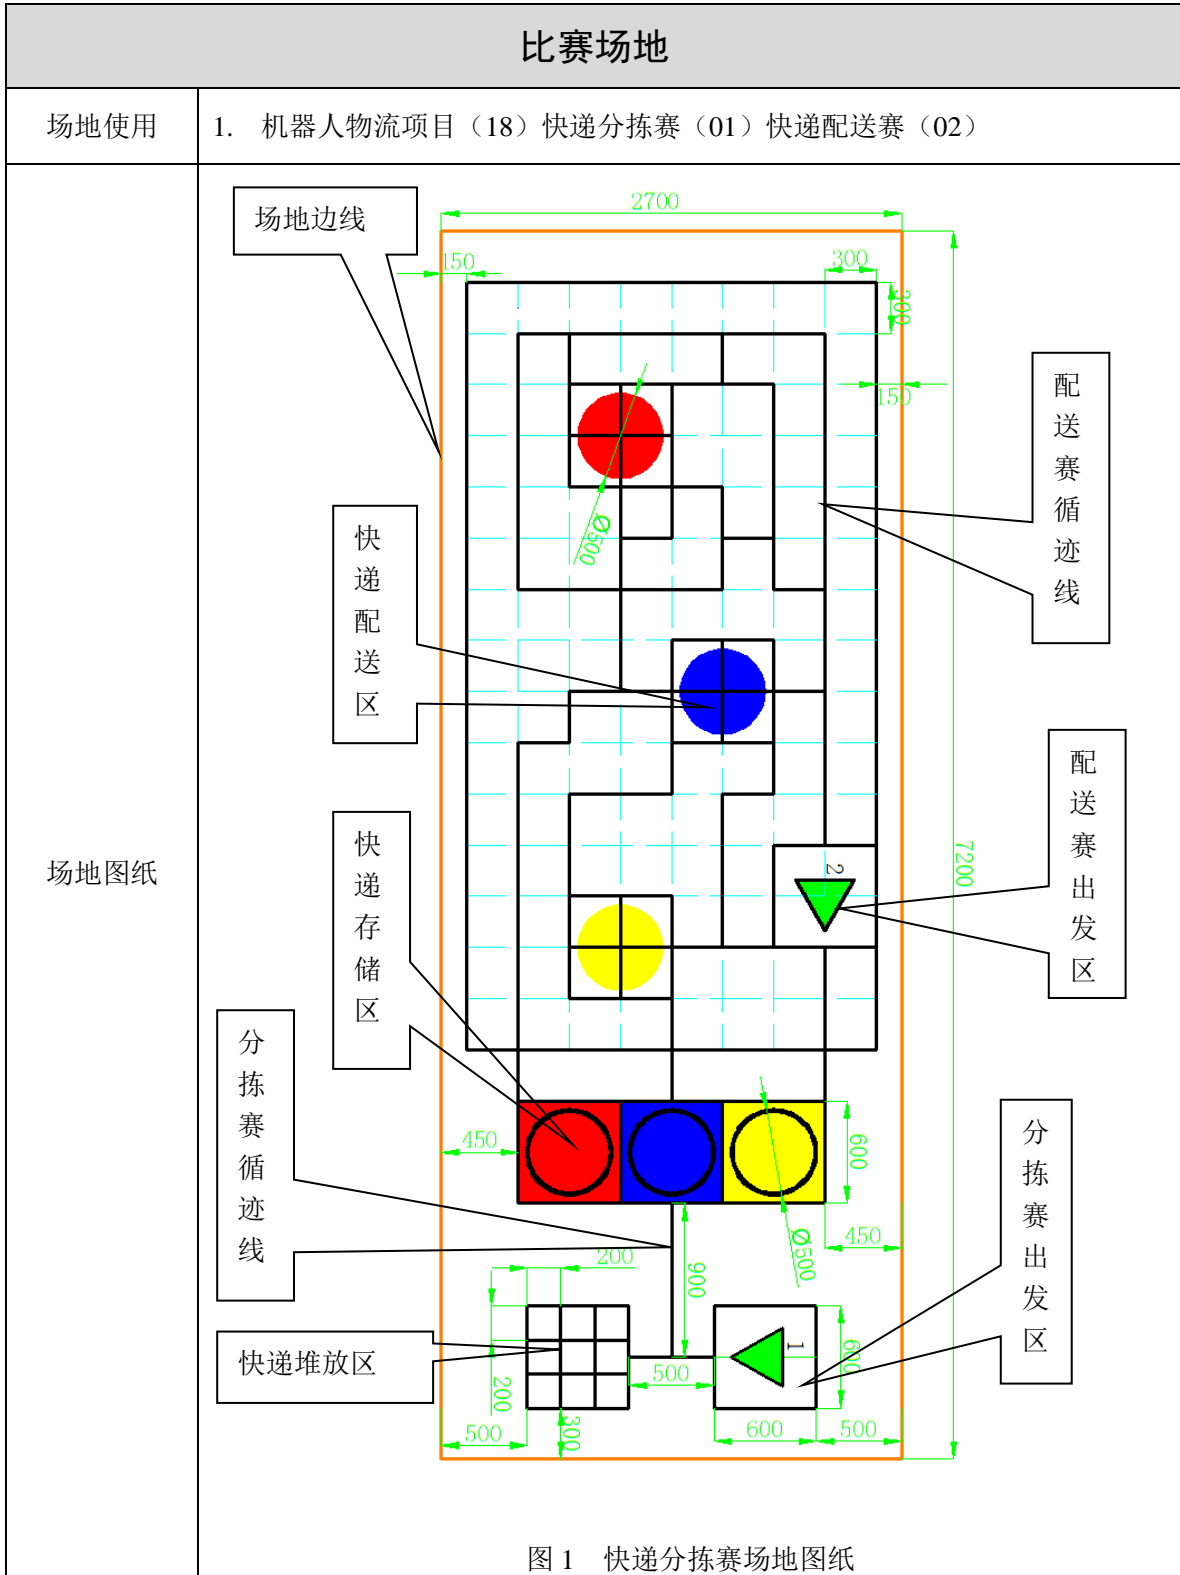 比赛场地
场地使用
1. 机器人物流项目（18）快递分拣赛（01）快递配送赛（02）
场地图纸
场地边线
2700
150
300
300
150
配送赛循迹线
Ø500
快递配送区
配送赛出发区
7200
2
快递存储区
分拣赛循迹线
450
600
分拣赛出发区
450
Ø500
900
200
1
600
快递堆放区
500
200
300
500
600
500
图 1 快递分拣赛场地图纸